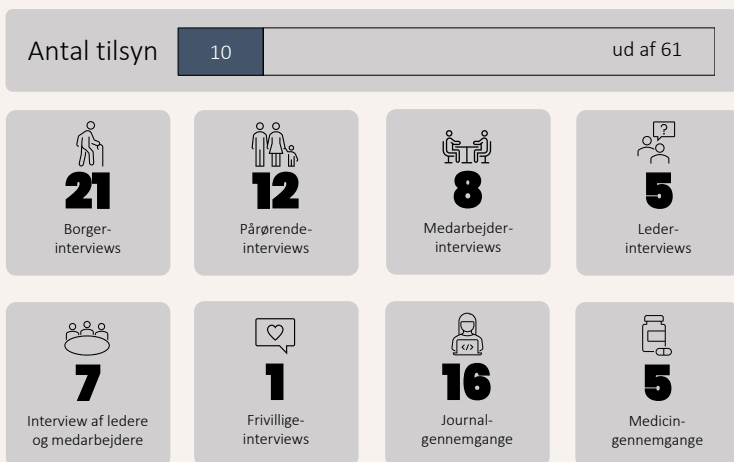 Antal tilsyn
10
ud af 61
21
Borger-
interviews
12
Pårørende-
interviews
8
Medarbejder-
interviews
?
5
Leder-
interviews
7
Interview af ledere
og medarbejdere
1
Frivillige-
interviews
</>
16
Journal-
gennemgange
5
Medicin-
gennemgange